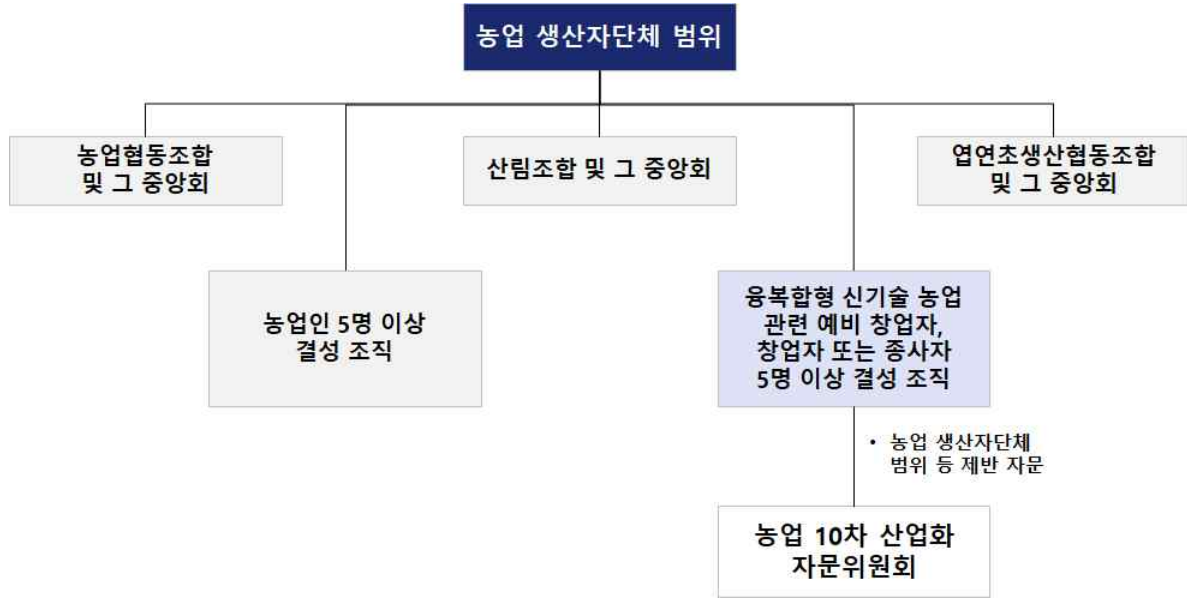 농업 생산자단체 범위
농업협동조합
및 그 중앙회
산림조합 및 그 중앙회
엽연초생산협동조합
및 그 중앙회
농업인 5명 이상
결성 조직
융복합형 신기술 농업
관련 예비 창업자,
창업자 또는 종사자
5명 이상 결성 조직
• 농업 생산자단체
범위 등 제반 자문
농업 10차 산업화
자문위원회